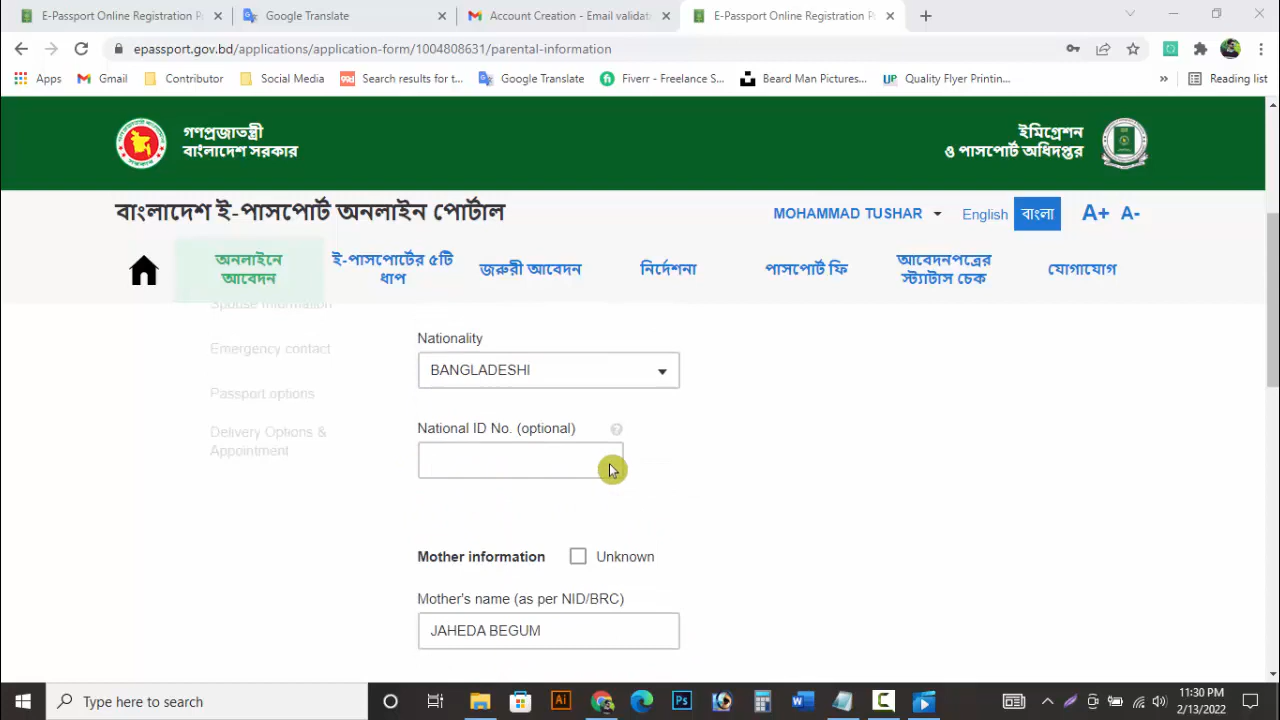 E-Passport Online Registration P
Google Translate
Account Creation - Email validat
E-Passport Online Registration P
epassport.gov.bd/applications/application-form/1004808631/parental-information
Apps
Gmail
Contributor
Social Media
Search results for t...
Google Translate
Fiverr - Freelance S...
Beard Man Pictures...
Quality Flyer Printin...
»
Reading list
গণপ্রজাতন্ত্রী
বাংলাদেশ সরকার
ইমিগ্রেশন
ও পাসপোর্ট অধিদপ্তর
বাংলাদেশ ই-পাসপোর্ট অনলাইন পোর্টাল
MOHAMMAD TUSHAR
English
বাংলা
A+
A-
অনলাইনে
আবেদন
ই-পাসপোর্টের ৫টি
ধাপ
জরুরী আবেদন
নির্দেশনা
পাসপোর্ট ফি
আবেদনপত্রের
স্ট্যাটাস চেক
যোগাযোগ
Spouse Information
Emergency contact
Passport options
Delivery Options &
Appointment
Nationality
BANGLADESHI
National ID No. (optional)
?
Mother information
Unknown
Mother's name (as per NID/BRC)
JAHEDA BEGUM
Type here to search
11:30 PM
2/13/2022